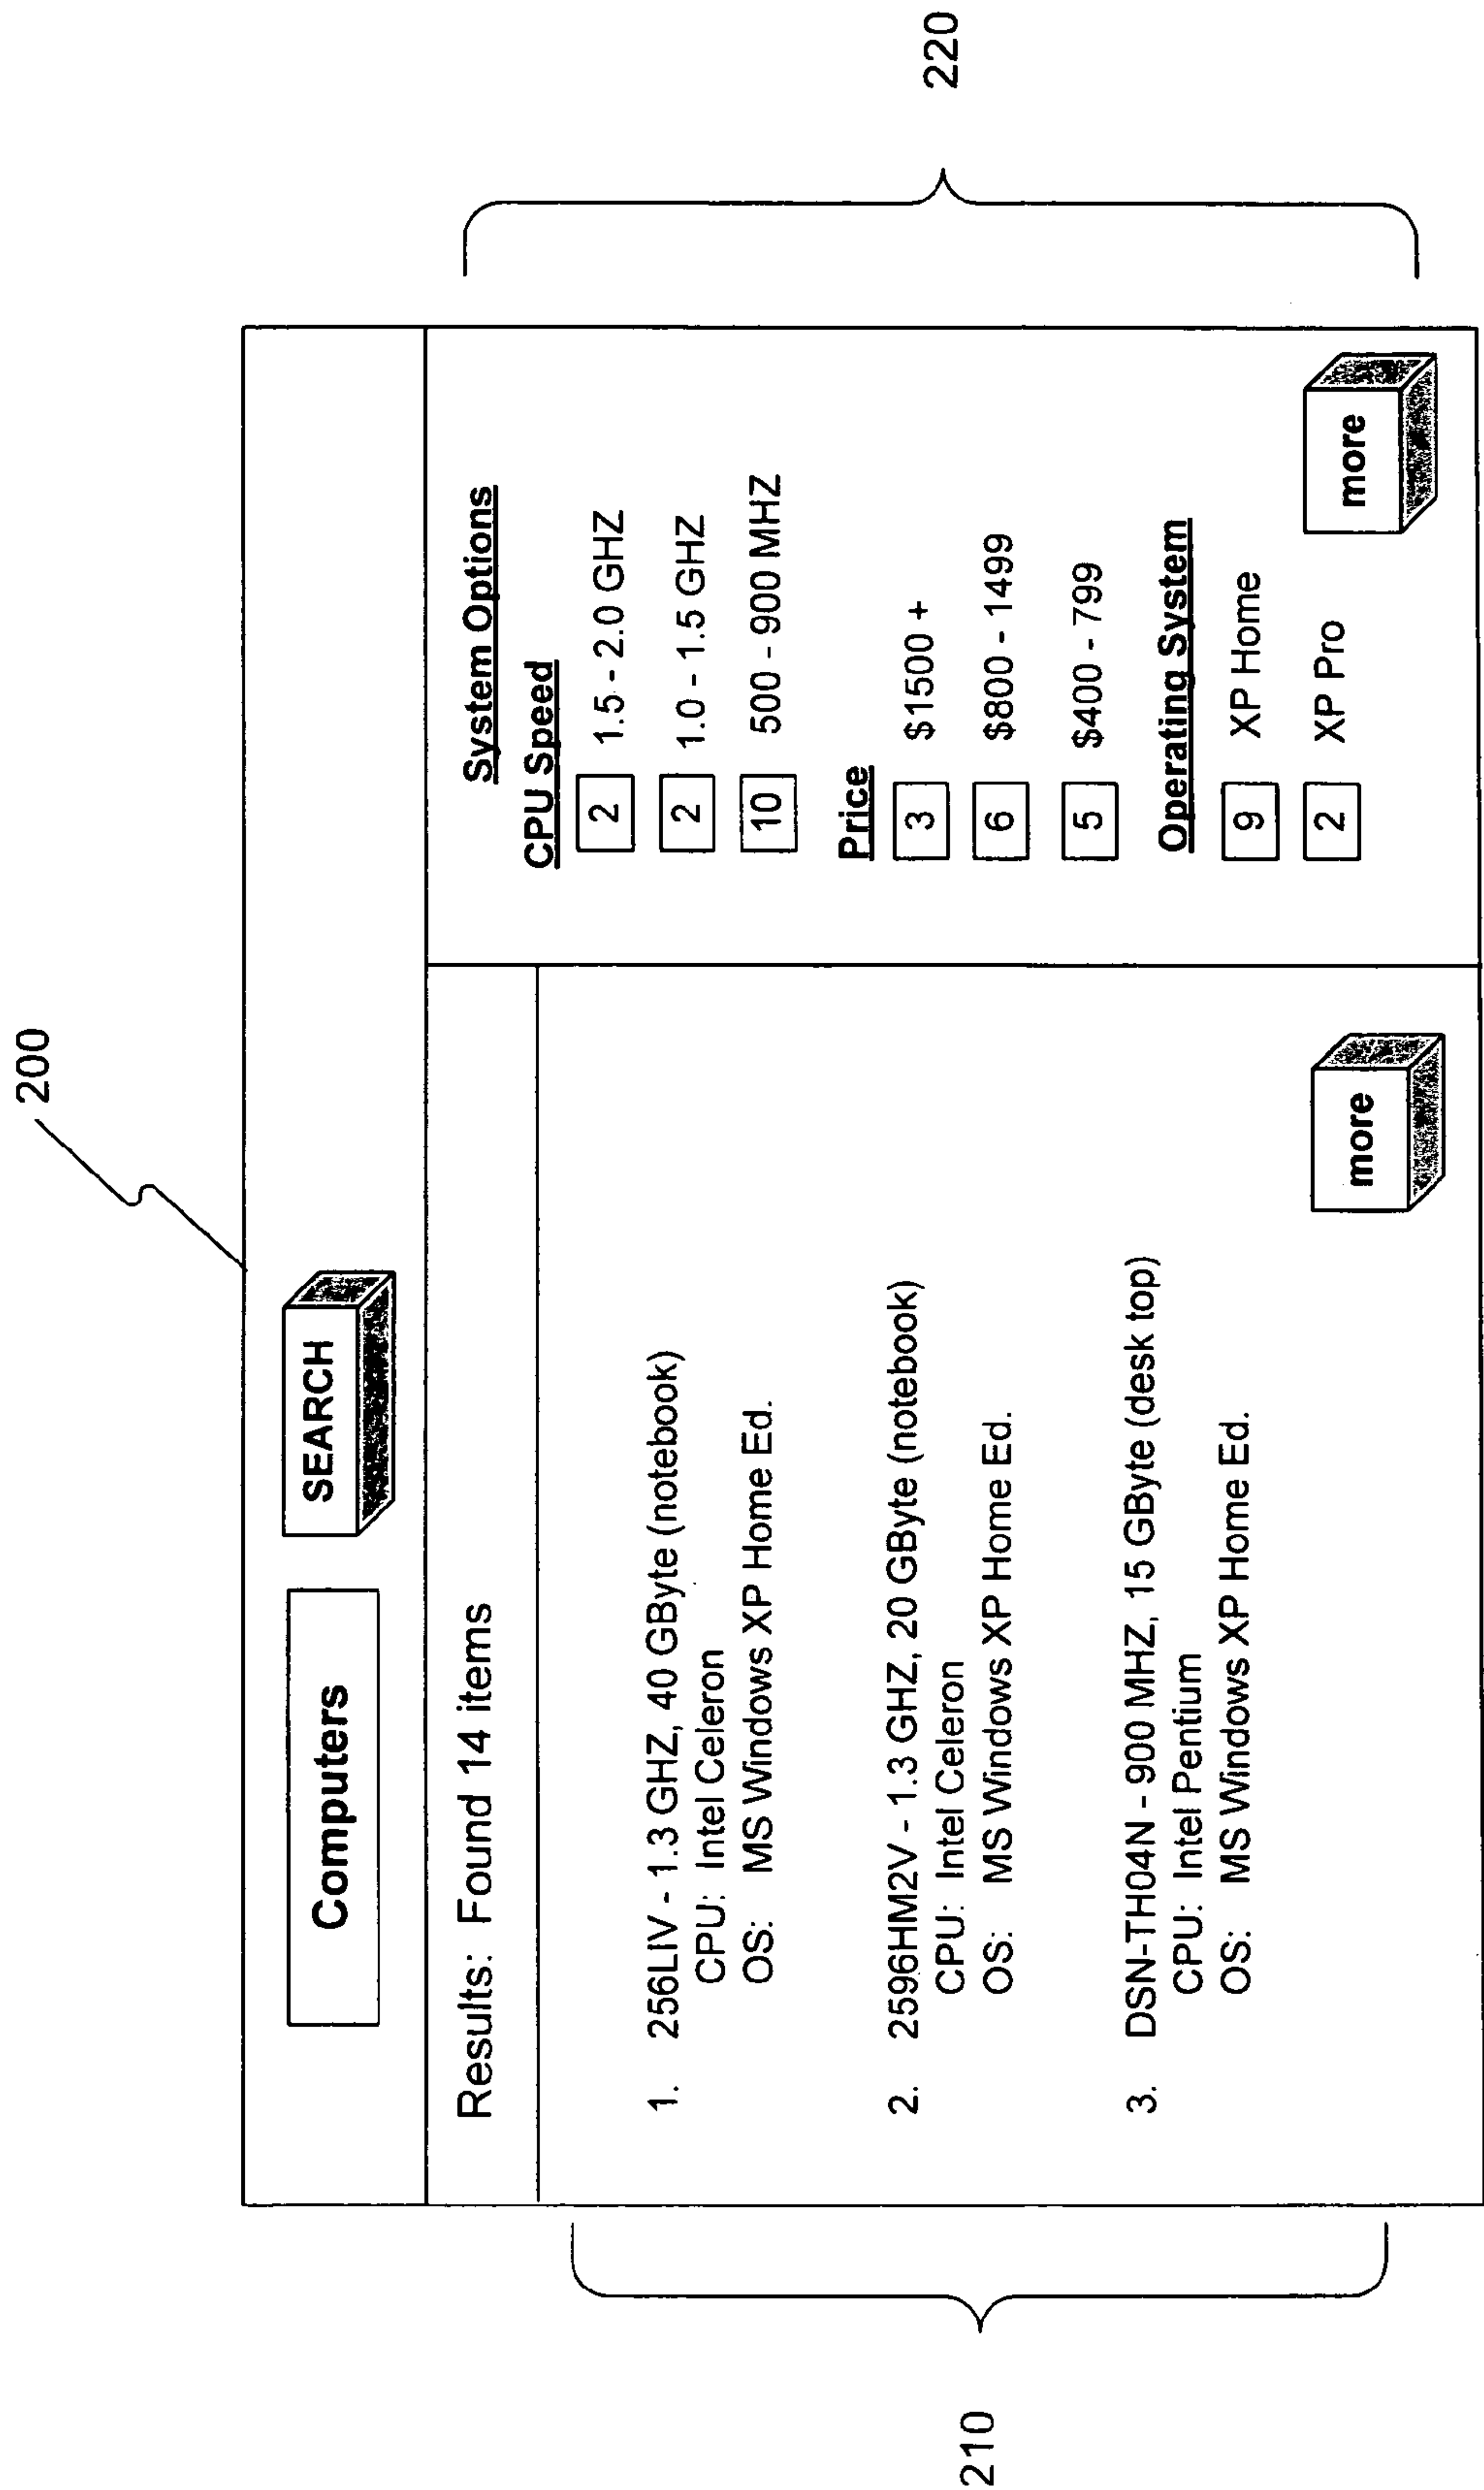 200
Computers
SEARCH
Results: Found 14 items
210
1. 256LIV - 1.3 GHZ, 40 GByte (notebook)
CPU: Intel Celeron
OS: MS Windows XP Home Ed.
2. 2596HM2V - 1.3 GHZ, 20 GByte (notebook)
CPU: Intel Celeron
OS: MS Windows XP Home Ed.
3. DSN-TH04N - 900 MHZ, 15 GByte (desk top)
CPU: Intel Pentium
OS: MS Windows XP Home Ed.
more
System Options
CPU Speed
2 1.5 - 2.0 GHZ
2 1.0 - 1.5 GHZ
10 500 - 900 MHZ
Price
3 $1500 +
6 $800 - 1499
5 $400 - 799
Operating System
9 XP Home
2 XP Pro
more
220